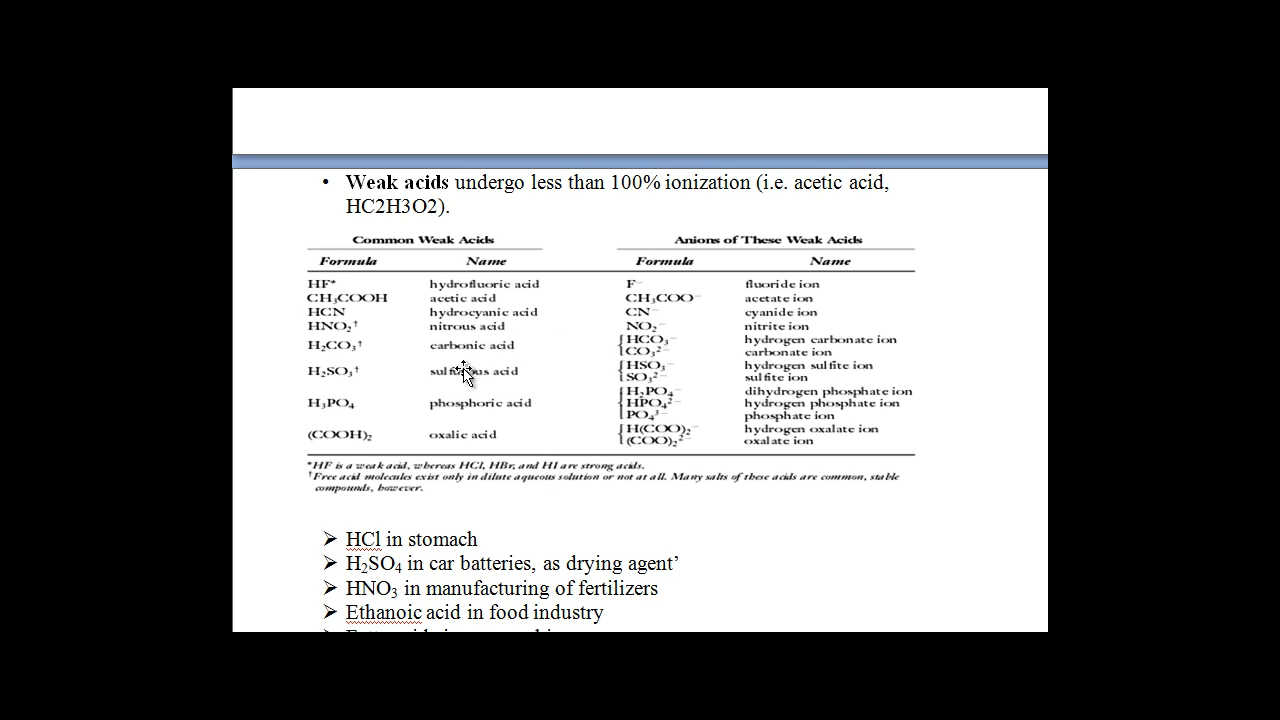 • Weak acids undergo less than 100% ionization (i.e. acetic acid,
HC2H3O2).
Common Weak Acids Anions of These Weak Acids
Formula Name Formula Name
HF* hydrofluoric acid F⁻ fluoride ion
CH₃COOH acetic acid CH₃COO⁻ acetate ion
HCN hydrocyanic acid CN⁻ cyanide ion
HNO₂† nitrous acid NO₂⁻ nitrite ion
H₂CO₃† carbonic acid { HCO₃⁻ hydrogen carbonate ion
CO₃²⁻ carbonate ion
H₂SO₃† acid { HSO₃⁻ hydrogen sulfite ion
SO₃²⁻ sulfite ion
H₃PO₄ phosphoric acid { H₂PO₄⁻ dihydrogen phosphate ion
HPO₄²⁻ hydrogen phosphate ion
PO₄³⁻ phosphate ion
(COOH)₂ oxalic acid { H(COO)₂⁻ hydrogen oxalate ion
(COO)₂²⁻ oxalate ion
*HF is a weak acid, whereas HCl, HBr, and HI are strong acids.
†Free acid molecules exist only in dilute aqueous solution or not at all. Many salts of these acids are common, stable
compounds, however.
➢ HCl in stomach
➢ H₂SO₄ in car batteries, as drying agent’
➢ HNO₃ in manufacturing of fertilizers
➢ Ethanoic acid in food industry